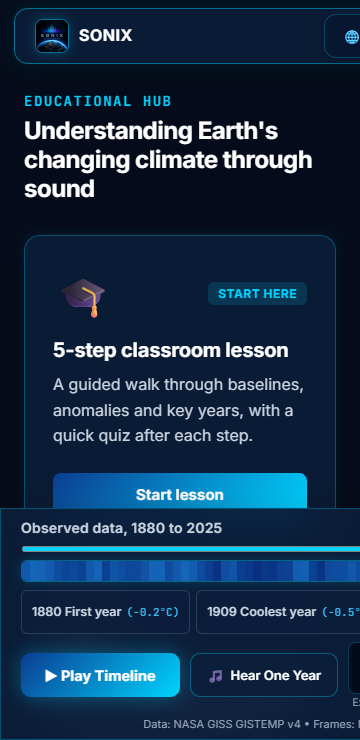 SONIX
EDUCATIONAL HUB
Understanding Earth's
changing climate through
sound
START HERE
5-step classroom lesson
A guided walk through baselines,
anomalies and key years, with a
quick quiz after each step.
Start lesson
Observed data, 1880 to 2025
1880 First year (-0.2°C) 1909 Coolest year (-0.5°
▶ Play Timeline Hear One Year
Data: NASA GISS GISTEMP v4 • Frames: